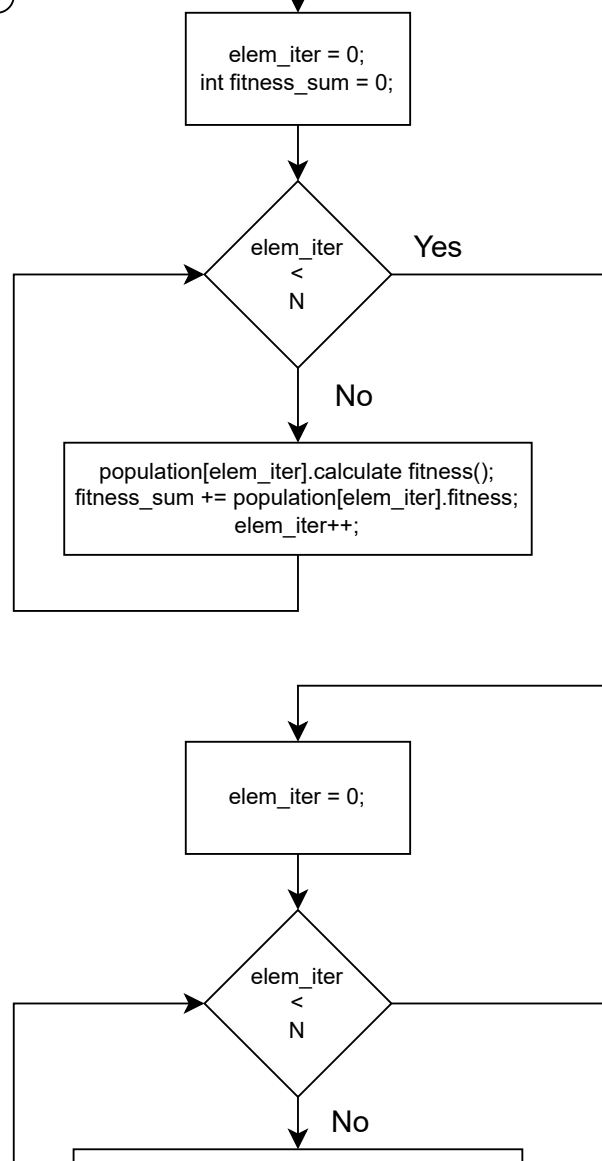 elem_iter = 0;
int fitness_sum = 0;
elem_iter
<
N
Yes
No
population[elem_iter].calculate fitness();
fitness_sum += population[elem_iter].fitness;
elem_iter++;
elem_iter = 0;
elem_iter
<
N
No